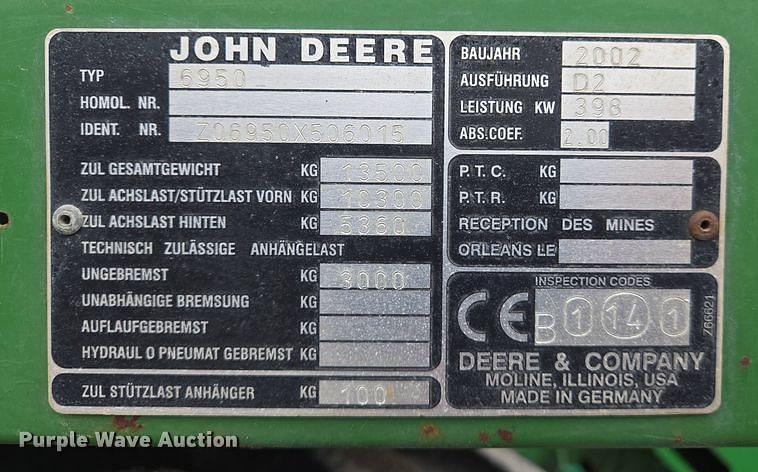 JOHN DEERE
TYP 6950
HOMOL. NR.
IDENT. NR. Z06950X506015
ZUL GESAMTGEWICHT KG 13500
ZUL ACHSLAST/STÜTZLAST VORN KG 10300
ZUL ACHSLAST HINTEN KG 5360
TECHNISCH ZULÄSSIGE ANHÄNGELAST
UNGEBREMST KG 3000
UNABHÄNGIGE BREMSUNG KG
AUFLAUFGEBREMST KG
HYDRAUL O PNEUMAT GEBREMST KG
ZUL STÜTZLAST ANHÄNGER KG 100
BAUJAHR 2002
AUSFÜHRUNG D2
LEISTUNG KW 398
ABS.COEF. 2.00
P.T.C. KG
P.T.R. KG
RECEPTION DES MINES
ORLEANS LE
INSPECTION CODES
CE B 1 14 1
Z66621
DEERE & COMPANY
MOLINE, ILLINOIS, USA
MADE IN GERMANY
Purple Wave Auction